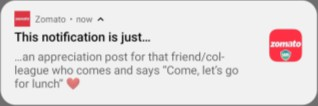 Zomato • now
This notification is just...
...an appreciation post for that friend/col-
league who comes and says “Come, let's go
for lunch” ❤️
zomato